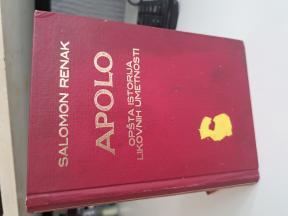 SALOMON RENAK
APOLO
OPŠTA ISTORIJA
LIKOVNIH UMETNOSTI